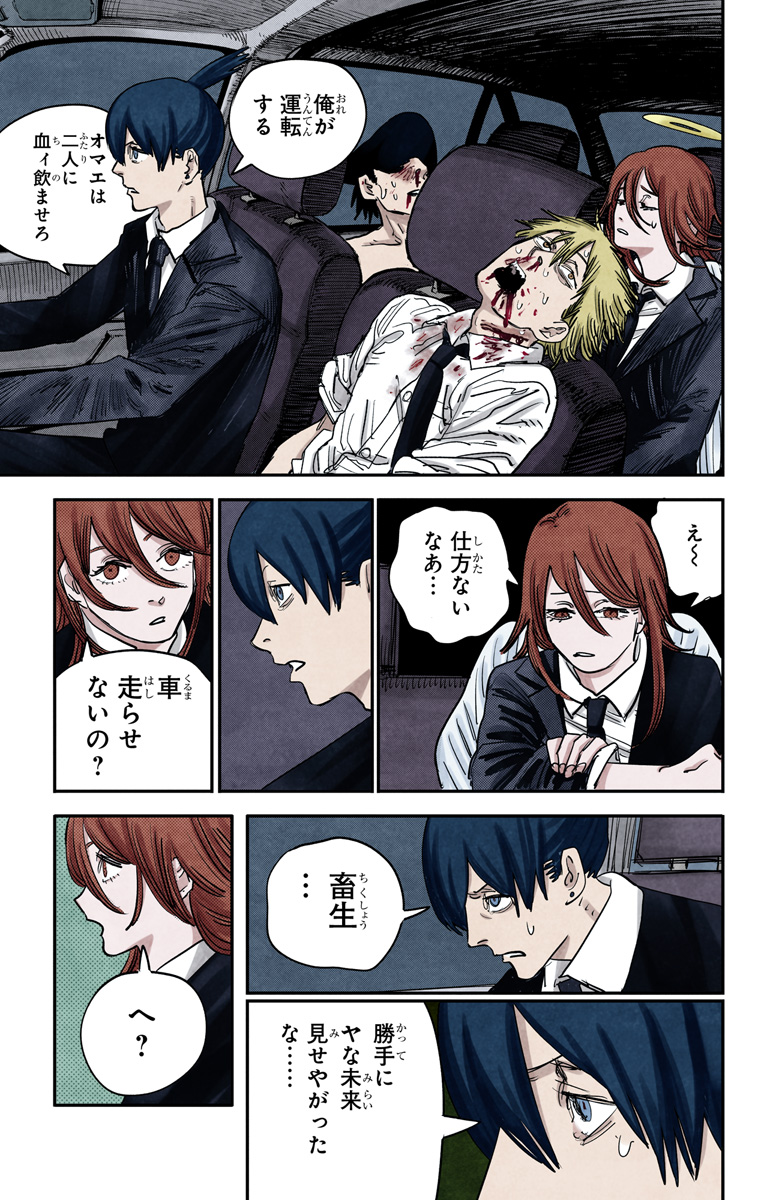 俺が
運転
する
オマエは
二人に
血ィ飲ませろ
え〜
仕方ない
なあ…
車
走らせ
ないの？
畜生
…
勝手に
ヤな未来
見せやがった
な……
へ？